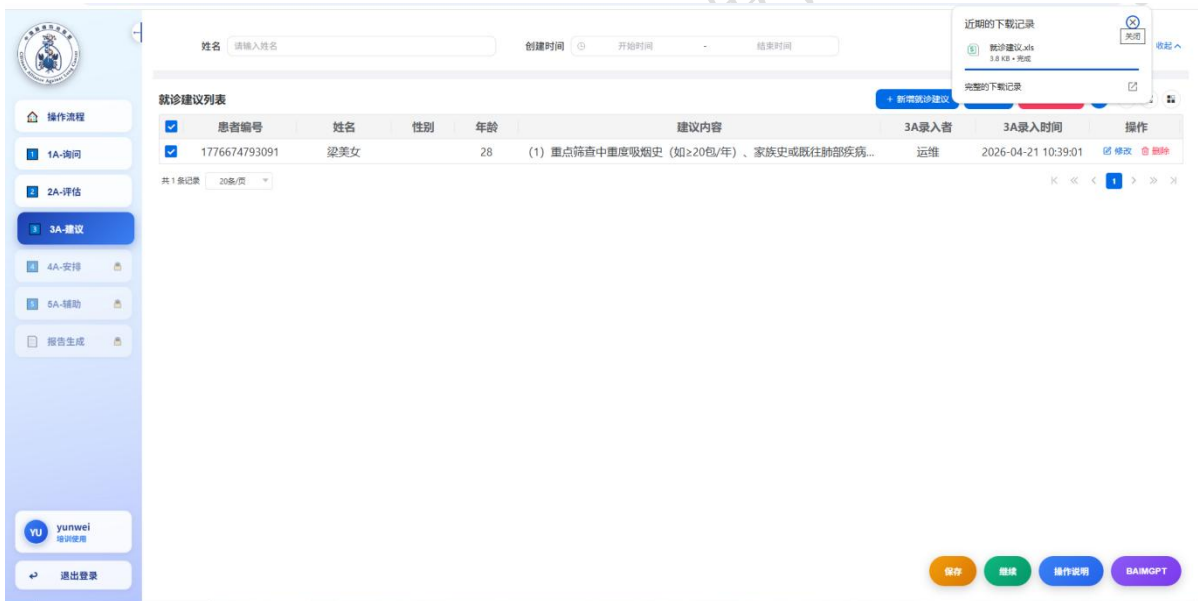 姓名 请输入姓名 创建时间 开始时间 - 结束时间
近期的下载记录
关闭
就诊建议.xls
3.8 KB • 完成
收起
完整的下载记录
就诊建议列表
+ 新增就诊建议
操作流程
1 1A-询问
2 2A-评估
3 3A-建议
4 4A-安排
5 5A-辅助
报告生成
患者编号 姓名 性别 年龄 建议内容 3A录入者 3A录入时间 操作
1776674793091 梁美女 28 (1) 重点筛查中重度吸烟史（如≥20包/年）、家族史或既往肺部疾病... 运维 2026-04-21 10:39:01 修改 删除
共 1 条记录 20条/页 1
YU yunwei
培训使用
退出登录
保存 继续 操作说明 BAIMGPT